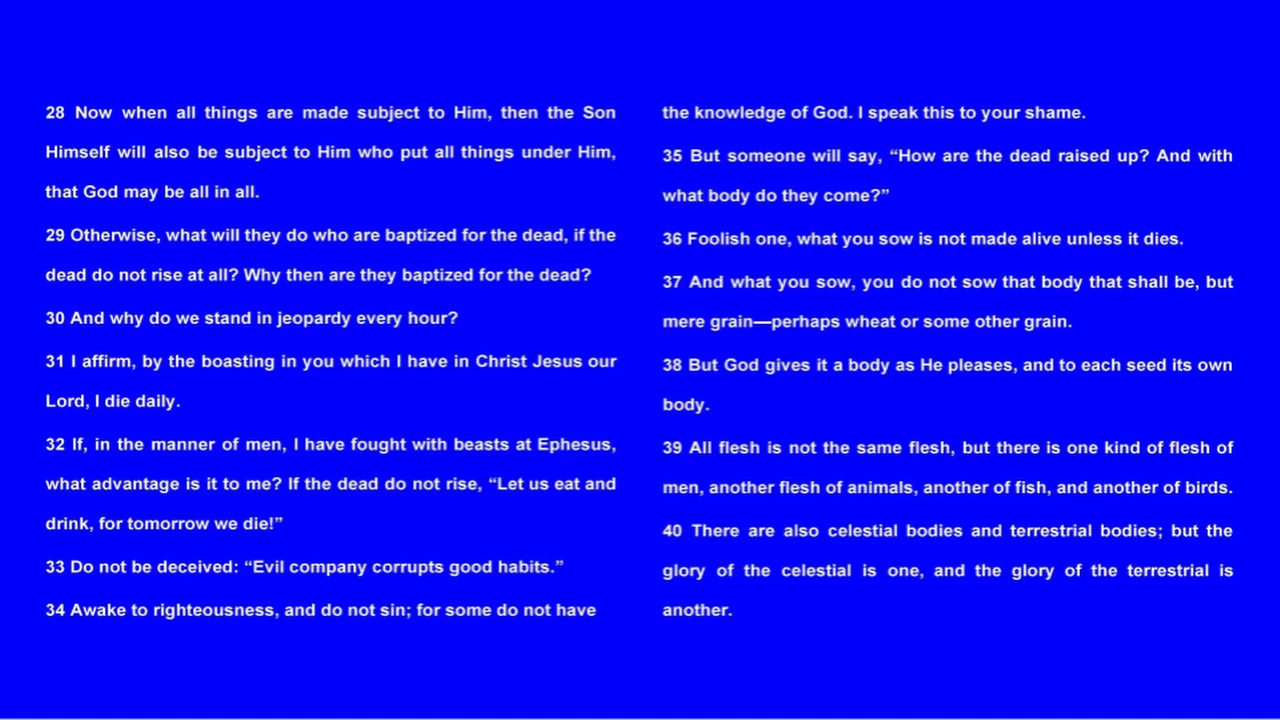 28 Now when all things are made subject to Him, then the Son
Himself will also be subject to Him who put all things under Him,
that God may be all in all.
29 Otherwise, what will they do who are baptized for the dead, if the
dead do not rise at all? Why then are they baptized for the dead?
30 And why do we stand in jeopardy every hour?
31 I affirm, by the boasting in you which I have in Christ Jesus our
Lord, I die daily.
32 If, in the manner of men, I have fought with beasts at Ephesus,
what advantage is it to me? If the dead do not rise, “Let us eat and
drink, for tomorrow we die!”
33 Do not be deceived: “Evil company corrupts good habits.”
34 Awake to righteousness, and do not sin; for some do not have
the knowledge of God. I speak this to your shame.
35 But someone will say, “How are the dead raised up? And with
what body do they come?”
36 Foolish one, what you sow is not made alive unless it dies.
37 And what you sow, you do not sow that body that shall be, but
mere grain—perhaps wheat or some other grain.
38 But God gives it a body as He pleases, and to each seed its own
body.
39 All flesh is not the same flesh, but there is one kind of flesh of
men, another flesh of animals, another of fish, and another of birds.
40 There are also celestial bodies and terrestrial bodies; but the
glory of the celestial is one, and the glory of the terrestrial is
another.